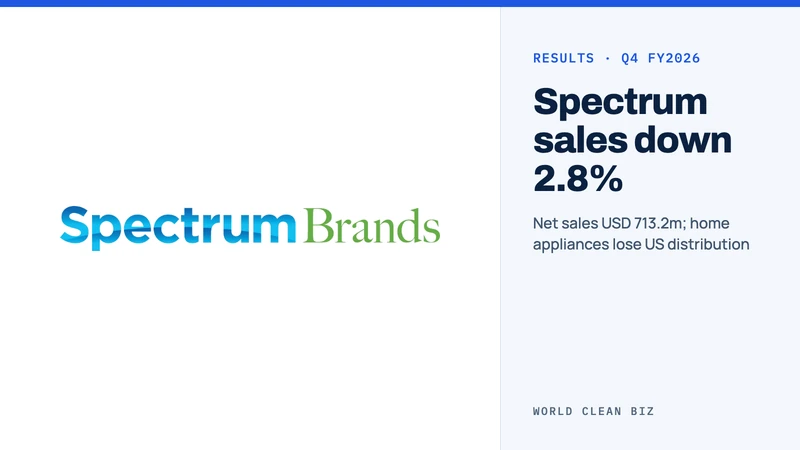 Spectrum Brands
RESULTS · Q4 FY2026
Spectrum
sales down
2.8%
Net sales USD 713.2m; home
appliances lose US distribution
WORLD CLEAN BIZ